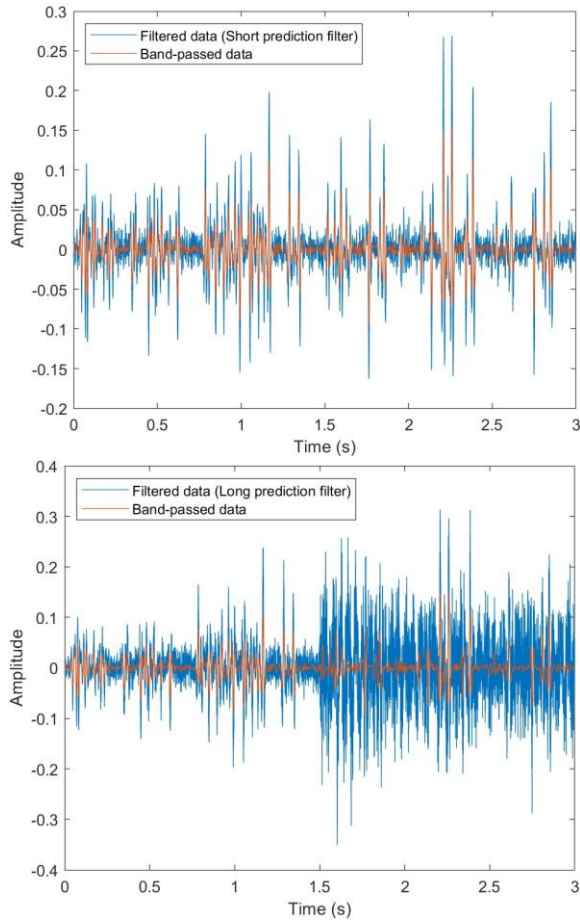 0.3
Filtered data (Short prediction filter)
Band-passed data
0.25
0.2
0.15
0.1
0.05
0
-0.05
-0.1
-0.15
-0.2
Amplitude
0 0.5 1 1.5 2 2.5 3
Time (s)
0.4
Filtered data (Long prediction filter)
Band-passed data
0.3
0.2
0.1
0
-0.1
-0.2
-0.3
-0.4
Amplitude
0 0.5 1 1.5 2 2.5 3
Time (s)